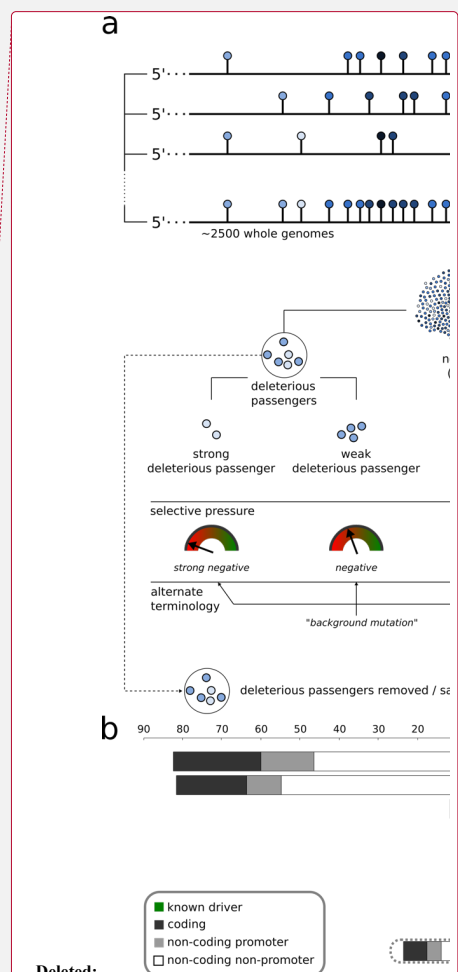 a
5'···
5'···
5'···
5'···
~2500 whole genomes
n
(
deleterious
passengers
strong
deleterious passenger
weak
deleterious passenger
selective pressure
strong negative
negative
alternate
terminology
"background mutation"
deleterious passengers removed / sa
b
90 80 70 60 50 40 30 20
known driver
coding
non-coding promoter
non-coding non-promoter
Deleted: